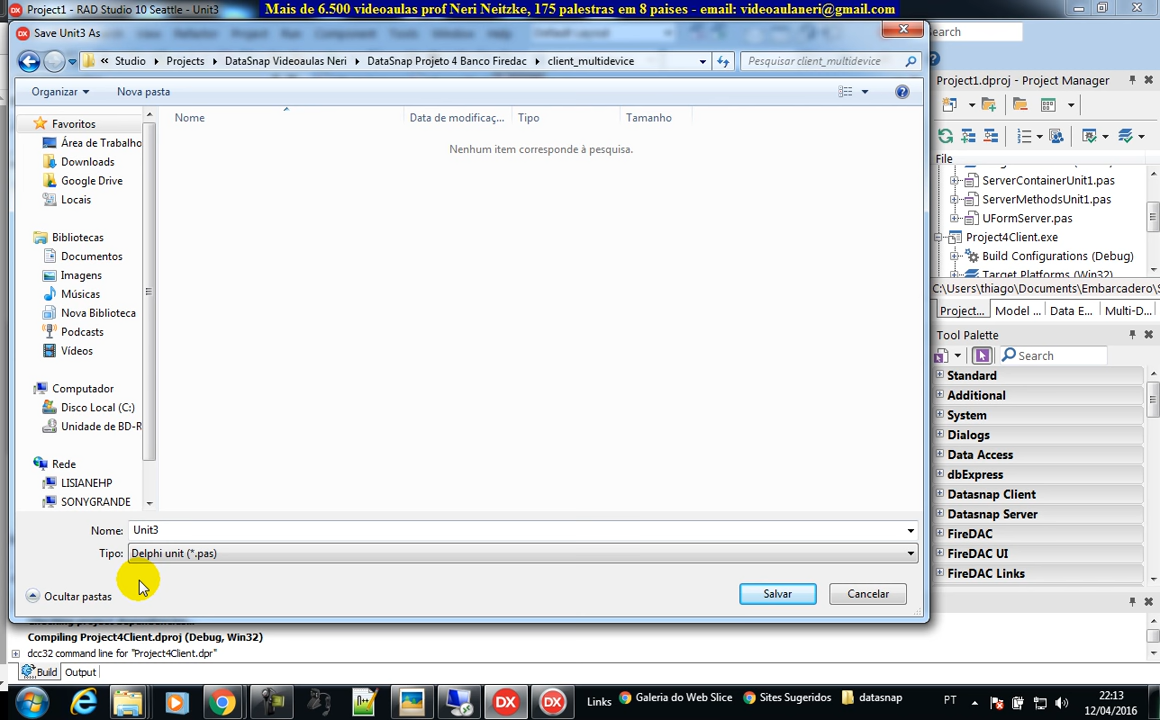 Project1 - RAD Studio 10 Seattle - Unit3
Mais de 6.500 videoaulas prof Neri Neitzke, 175 palestras em 8 paises - email: videoaulaneri@gmail.com
Save Unit3 As
Search
« Studio Projects DataSnap Videoaulas Neri DataSnap Projeto 4 Banco Firedac client_multidevice
Pesquisar client_multidevice
Organizar
Nova pasta
Nome
Data de modificaç...
Tipo
Tamanho
Nenhum item corresponde à pesquisa.
Favoritos
Área de Trabalho
Downloads
Google Drive
Locais
Bibliotecas
Documentos
Imagens
Músicas
Nova Biblioteca
Podcasts
Vídeos
Computador
Disco Local (C:)
Unidade de BD-R
Rede
LISIANEHP
SONYGRANDE
Nome: Unit3
Tipo: Delphi unit (*.pas)
Ocultar pastas
Salvar
Cancelar
Project1.dproj - Project Manager
File
ServerContainerUnit1.pas
ServerMethodsUnit1.pas
UFormServer.pas
Project4Client.exe
Build Configurations (Debug)
Target Platforms (Win32)
C:\Users\thiago\Documents\Embarcadero\S
Project... Model ... Data E... Multi-D...
Tool Palette
Search
Standard
Additional
System
Dialogs
Data Access
dbExpress
Datasnap Client
Datasnap Server
FireDAC
FireDAC UI
FireDAC Links
Checking project dependencies...
Compiling Project4Client.dproj (Debug, Win32)
dcc32 command line for "Project4Client.dpr"
Build Output
Links
Galeria do Web Slice
Sites Sugeridos
datasnap
PT
22:13
12/04/2016